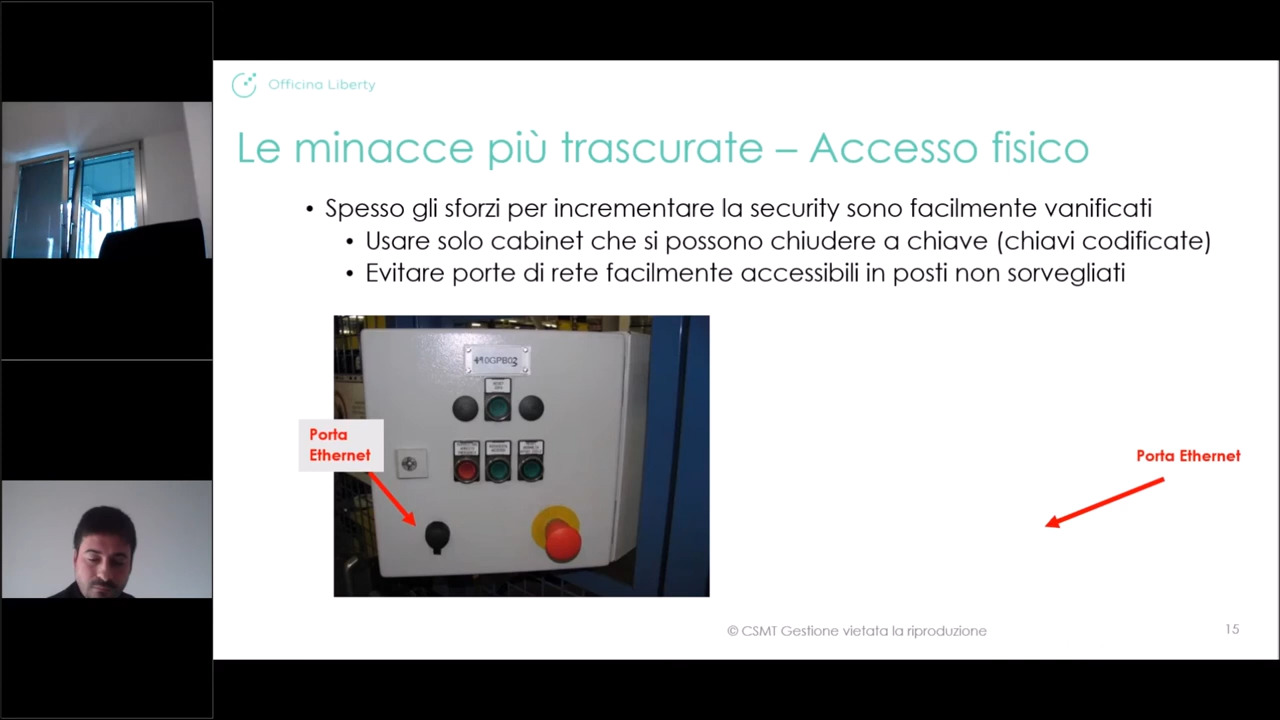 Officina Liberty
Le minacce più trascurate – Accesso fisico
• Spesso gli sforzi per incrementare la security sono facilmente vanificati
• Usare solo cabinet che si possono chiudere a chiave (chiavi codificate)
• Evitare porte di rete facilmente accessibili in posti non sorvegliati
Porta
Ethernet
Porta Ethernet
© CSMT Gestione vietata la riproduzione
15